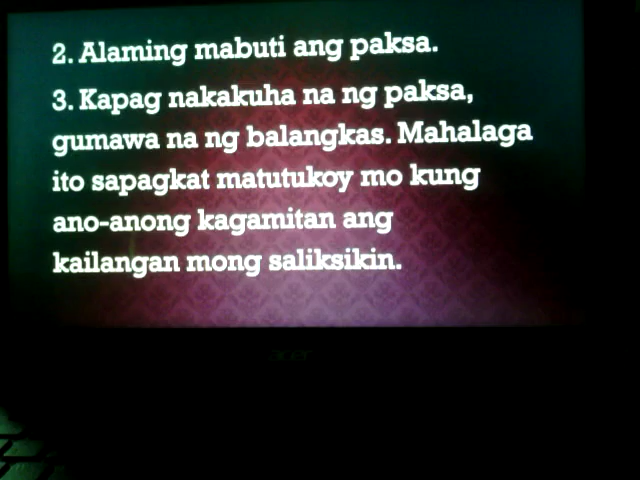 2. Alaming mabuti ang paksa.
3. Kapag nakakuha na ng paksa,
gumawa na ng balangkas. Mahalaga
ito sapagkat matutukoy mo kung
ano-anong kagamitan ang
kailangan mong saliksikin.
acer